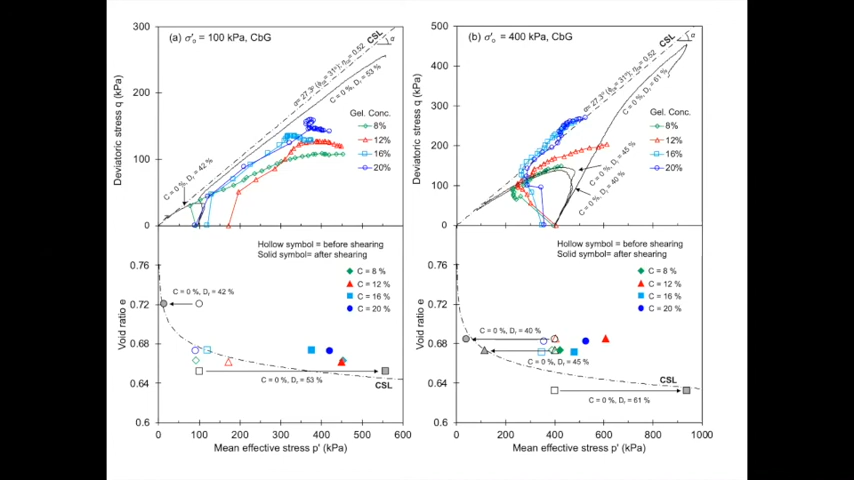 (a) σ'o = 100 kPa, CbG
CSL
α
α= 27.3° (ϕcs= 31°); ηcs= 0.52
C = 0 %, Dr = 53 %
C = 0 %, Dr = 42 %
Gel. Conc.
8%
12%
16%
20%
Deviatoric stress q (kPa)
300
200
100
0
(b) σ'o = 400 kPa, CbG
CSL
α
α= 27.3° (ϕcs= 31°); ηcs= 0.52
C = 0 %, Dr = 61 %
C = 0 %, Dr = 45 %
C = 0 %, Dr = 40 %
Gel. Conc.
8%
12%
16%
20%
Deviatoric stress q (kPa)
500
400
300
200
100
0
Hollow symbol = before shearing
Solid symbol= after shearing
C = 8 %
C = 12 %
C = 16 %
C = 20 %
C = 0 %, Dr = 42 %
C = 0 %, Dr = 53 %
CSL
Void ratio e
0.76
0.72
0.68
0.64
0.6
0 100 200 300 400 500 600
Mean effective stress p' (kPa)
Hollow symbol = before shearing
Solid symbol= after shearing
C = 8 %
C = 12 %
C = 16 %
C = 20 %
C = 0 %, Dr = 40 %
C = 0 %, Dr = 45 %
CSL
C = 0 %, Dr = 61 %
Void ratio e
0.76
0.72
0.68
0.64
0.6
0 200 400 600 800 1000
Mean effective stress p' (kPa)